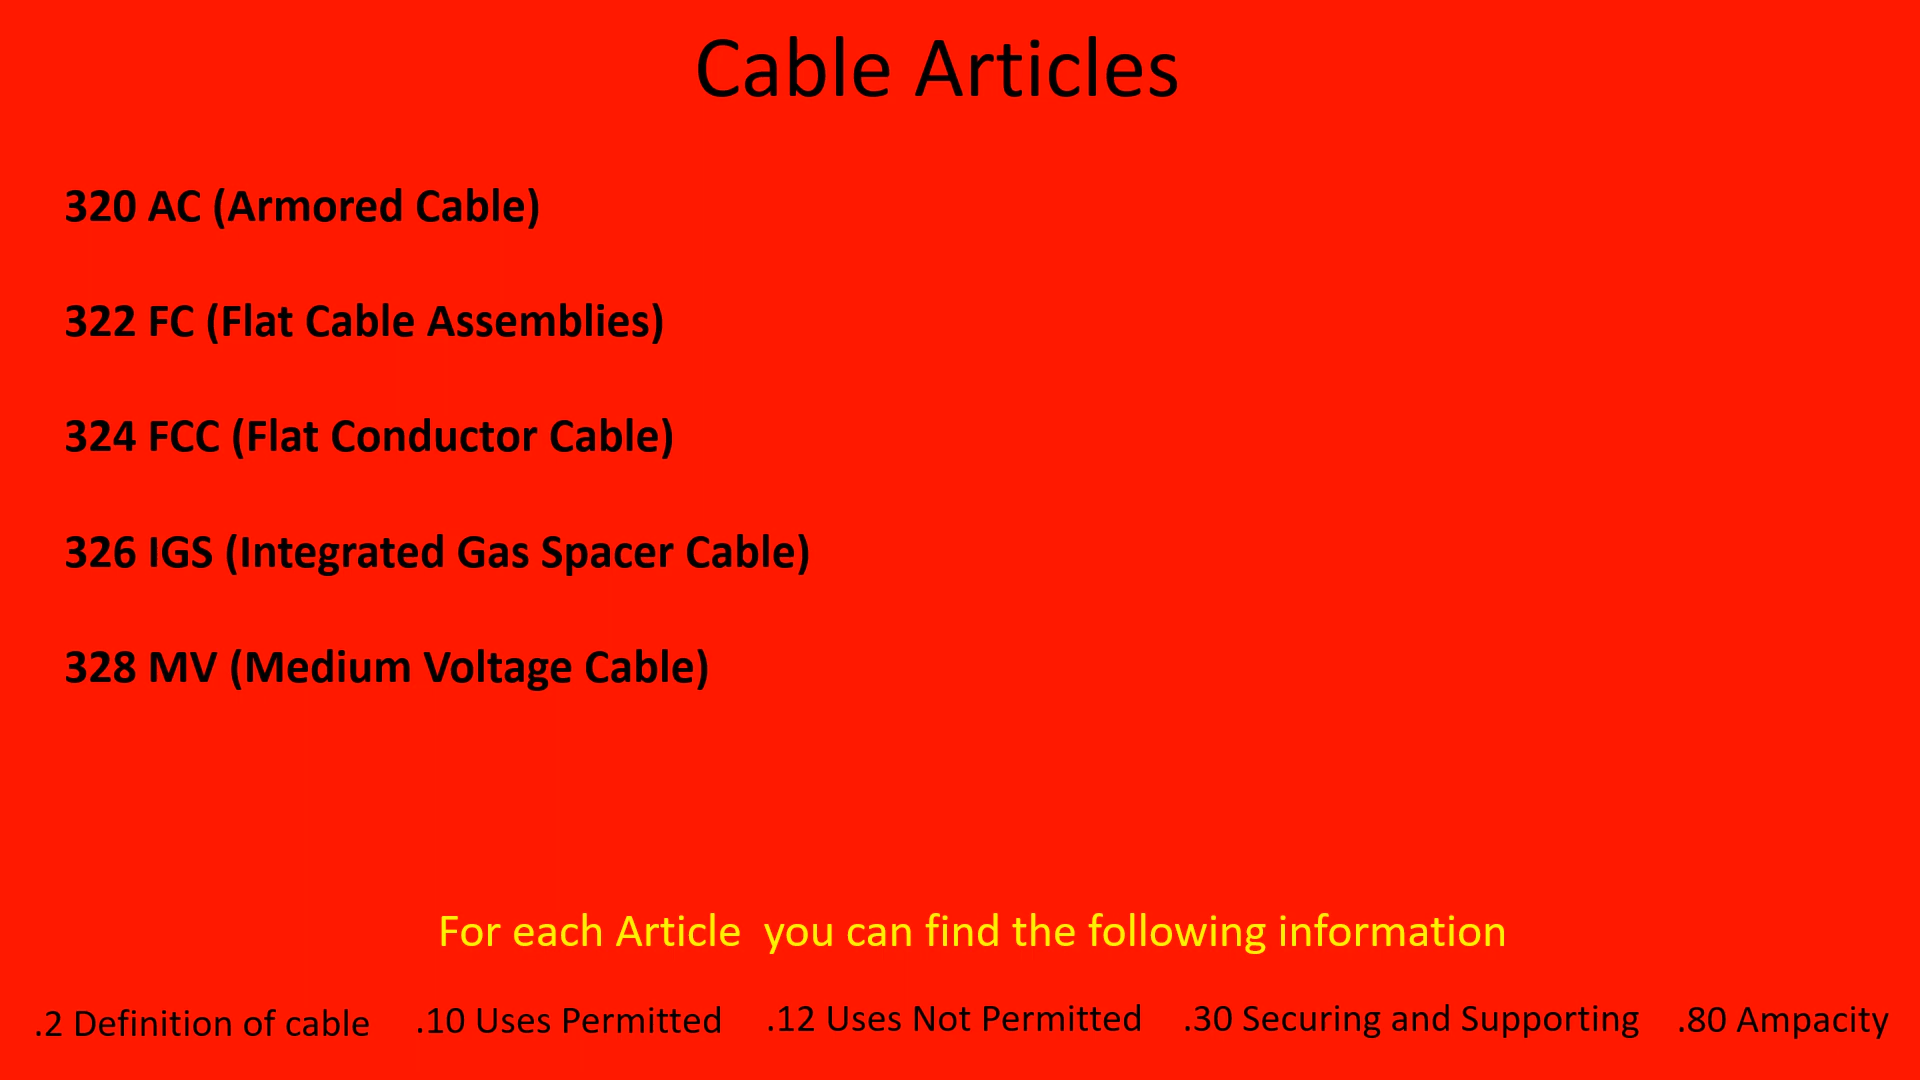 Cable Articles
320 AC (Armored Cable)
322 FC (Flat Cable Assemblies)
324 FCC (Flat Conductor Cable)
326 IGS (Integrated Gas Spacer Cable)
328 MV (Medium Voltage Cable)
For each Article  you can find the following information
.2 Definition of cable .10 Uses Permitted .12 Uses Not Permitted .30 Securing and Supporting .80 Ampacity